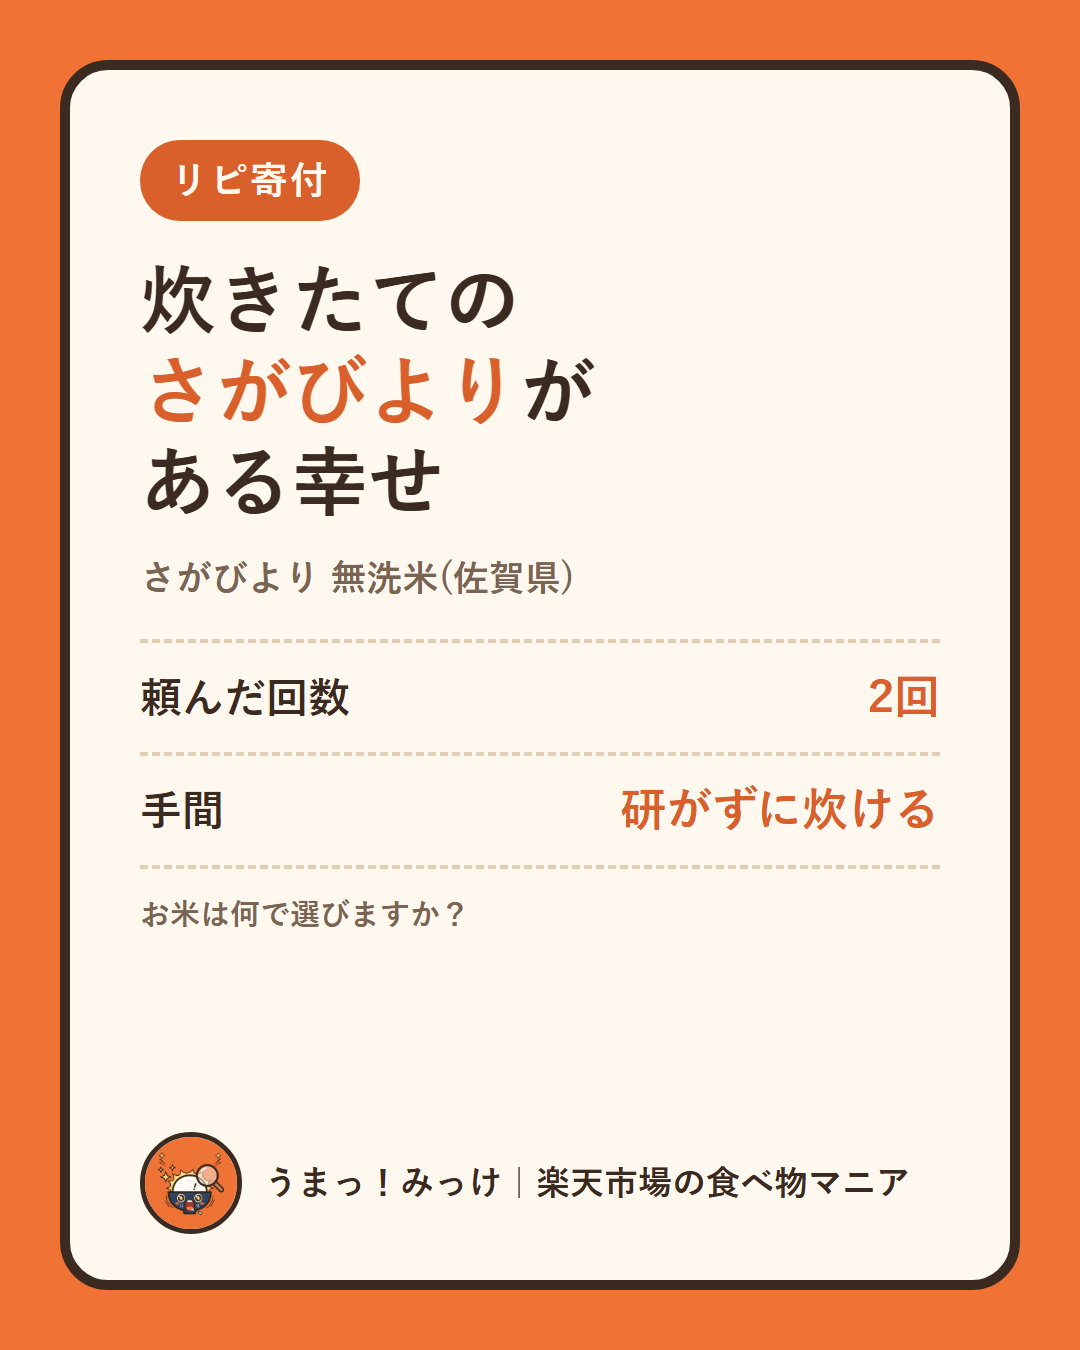 リピ寄付
炊きたての
さがびよりが
ある幸せ
さがびより 無洗米(佐賀県)
頼んだ回数 2回
手間 研がずに炊ける
お米は何で選びますか？
うまっ！みっけ｜楽天市場の食べ物マニア